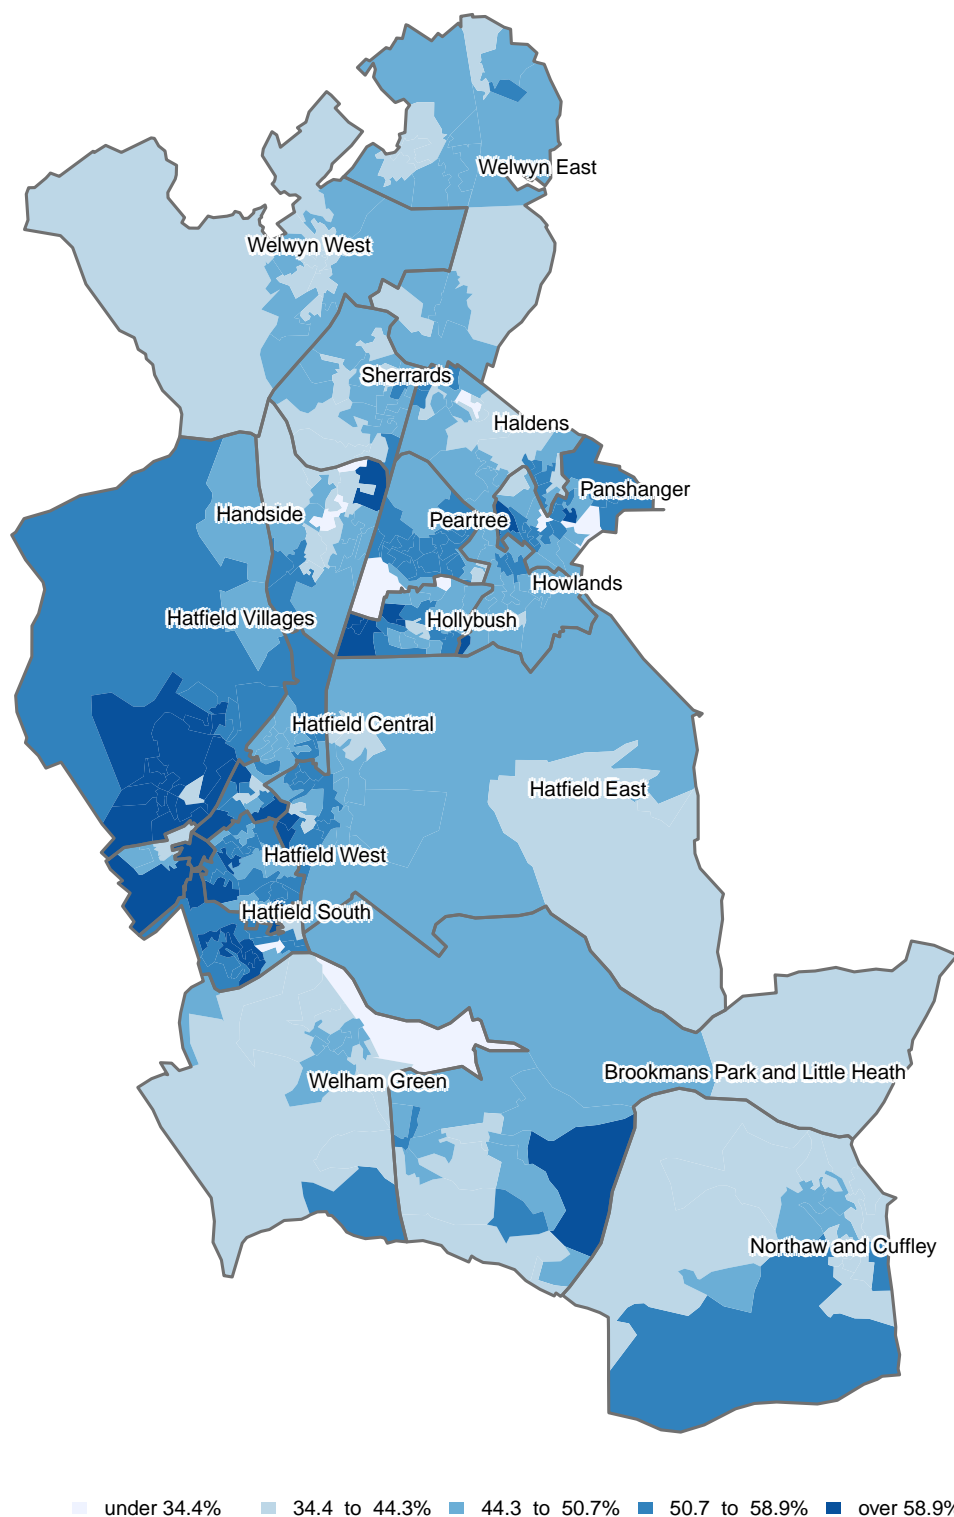 Welwyn East
Welwyn West
Sherrards
Haldens
Panshanger
Handside
Peartree
Howlands
Hatfield Villages
Hollybush
Hatfield Central
Hatfield East
Hatfield West
Hatfield South
Brookmans Park and Little Heath
Welham Green
Northaw and Cuffley
under 34.4% 34.4 to 44.3% 44.3 to 50.7% 50.7 to 58.9% over 58.9%